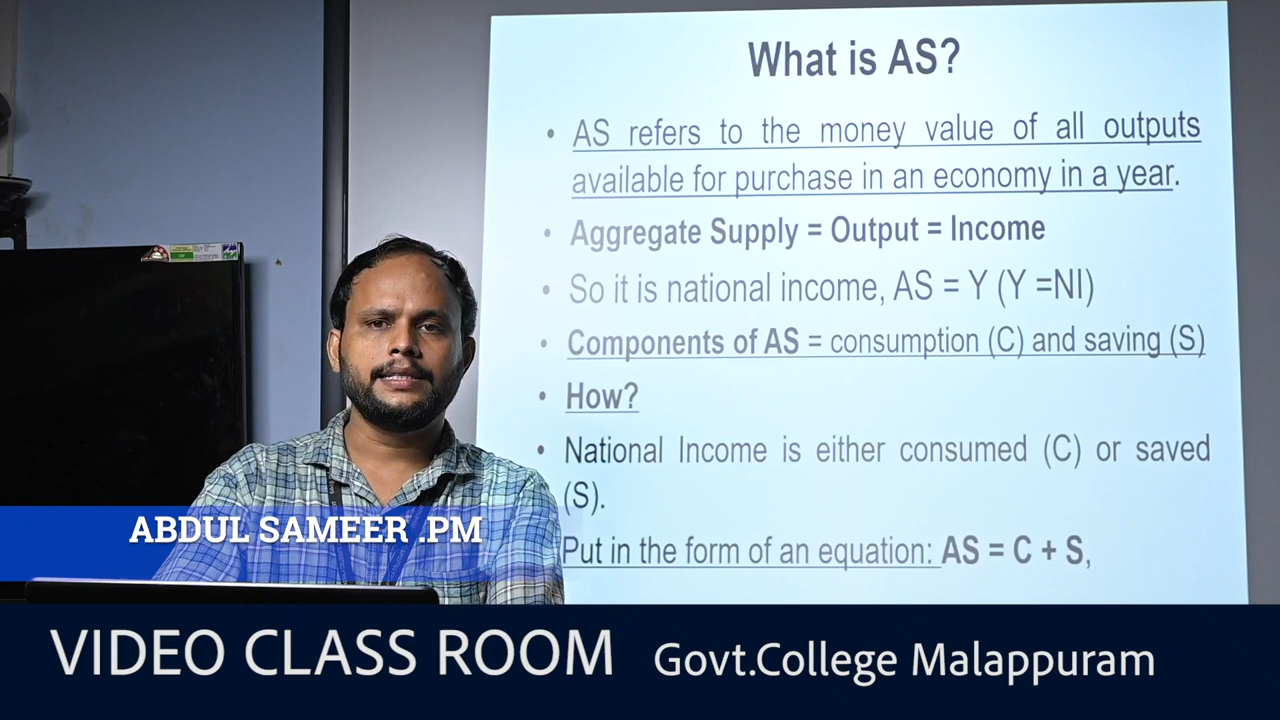 What is AS?
• AS refers to the money value of all outputs
available for purchase in an economy in a year.
• Aggregate Supply = Output = Income
• So it is national income, AS = Y (Y =NI)
• Components of AS = consumption (C) and saving (S)
• How?
• National Income is either consumed (C) or saved
(S).
Put in the form of an equation: AS = C + S,
ABDUL SAMEER .PM
VIDEO CLASS ROOM Govt.College Malappuram